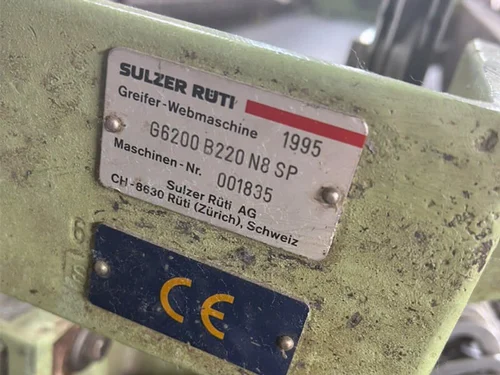 SULZER RÜTI
Greifer-Webmaschine 1995
G6200 B220 N8 SP
Maschinen-Nr. 001835
Sulzer Rüti AG
CH-8630 Rüti (Zürich), Schweiz
CE